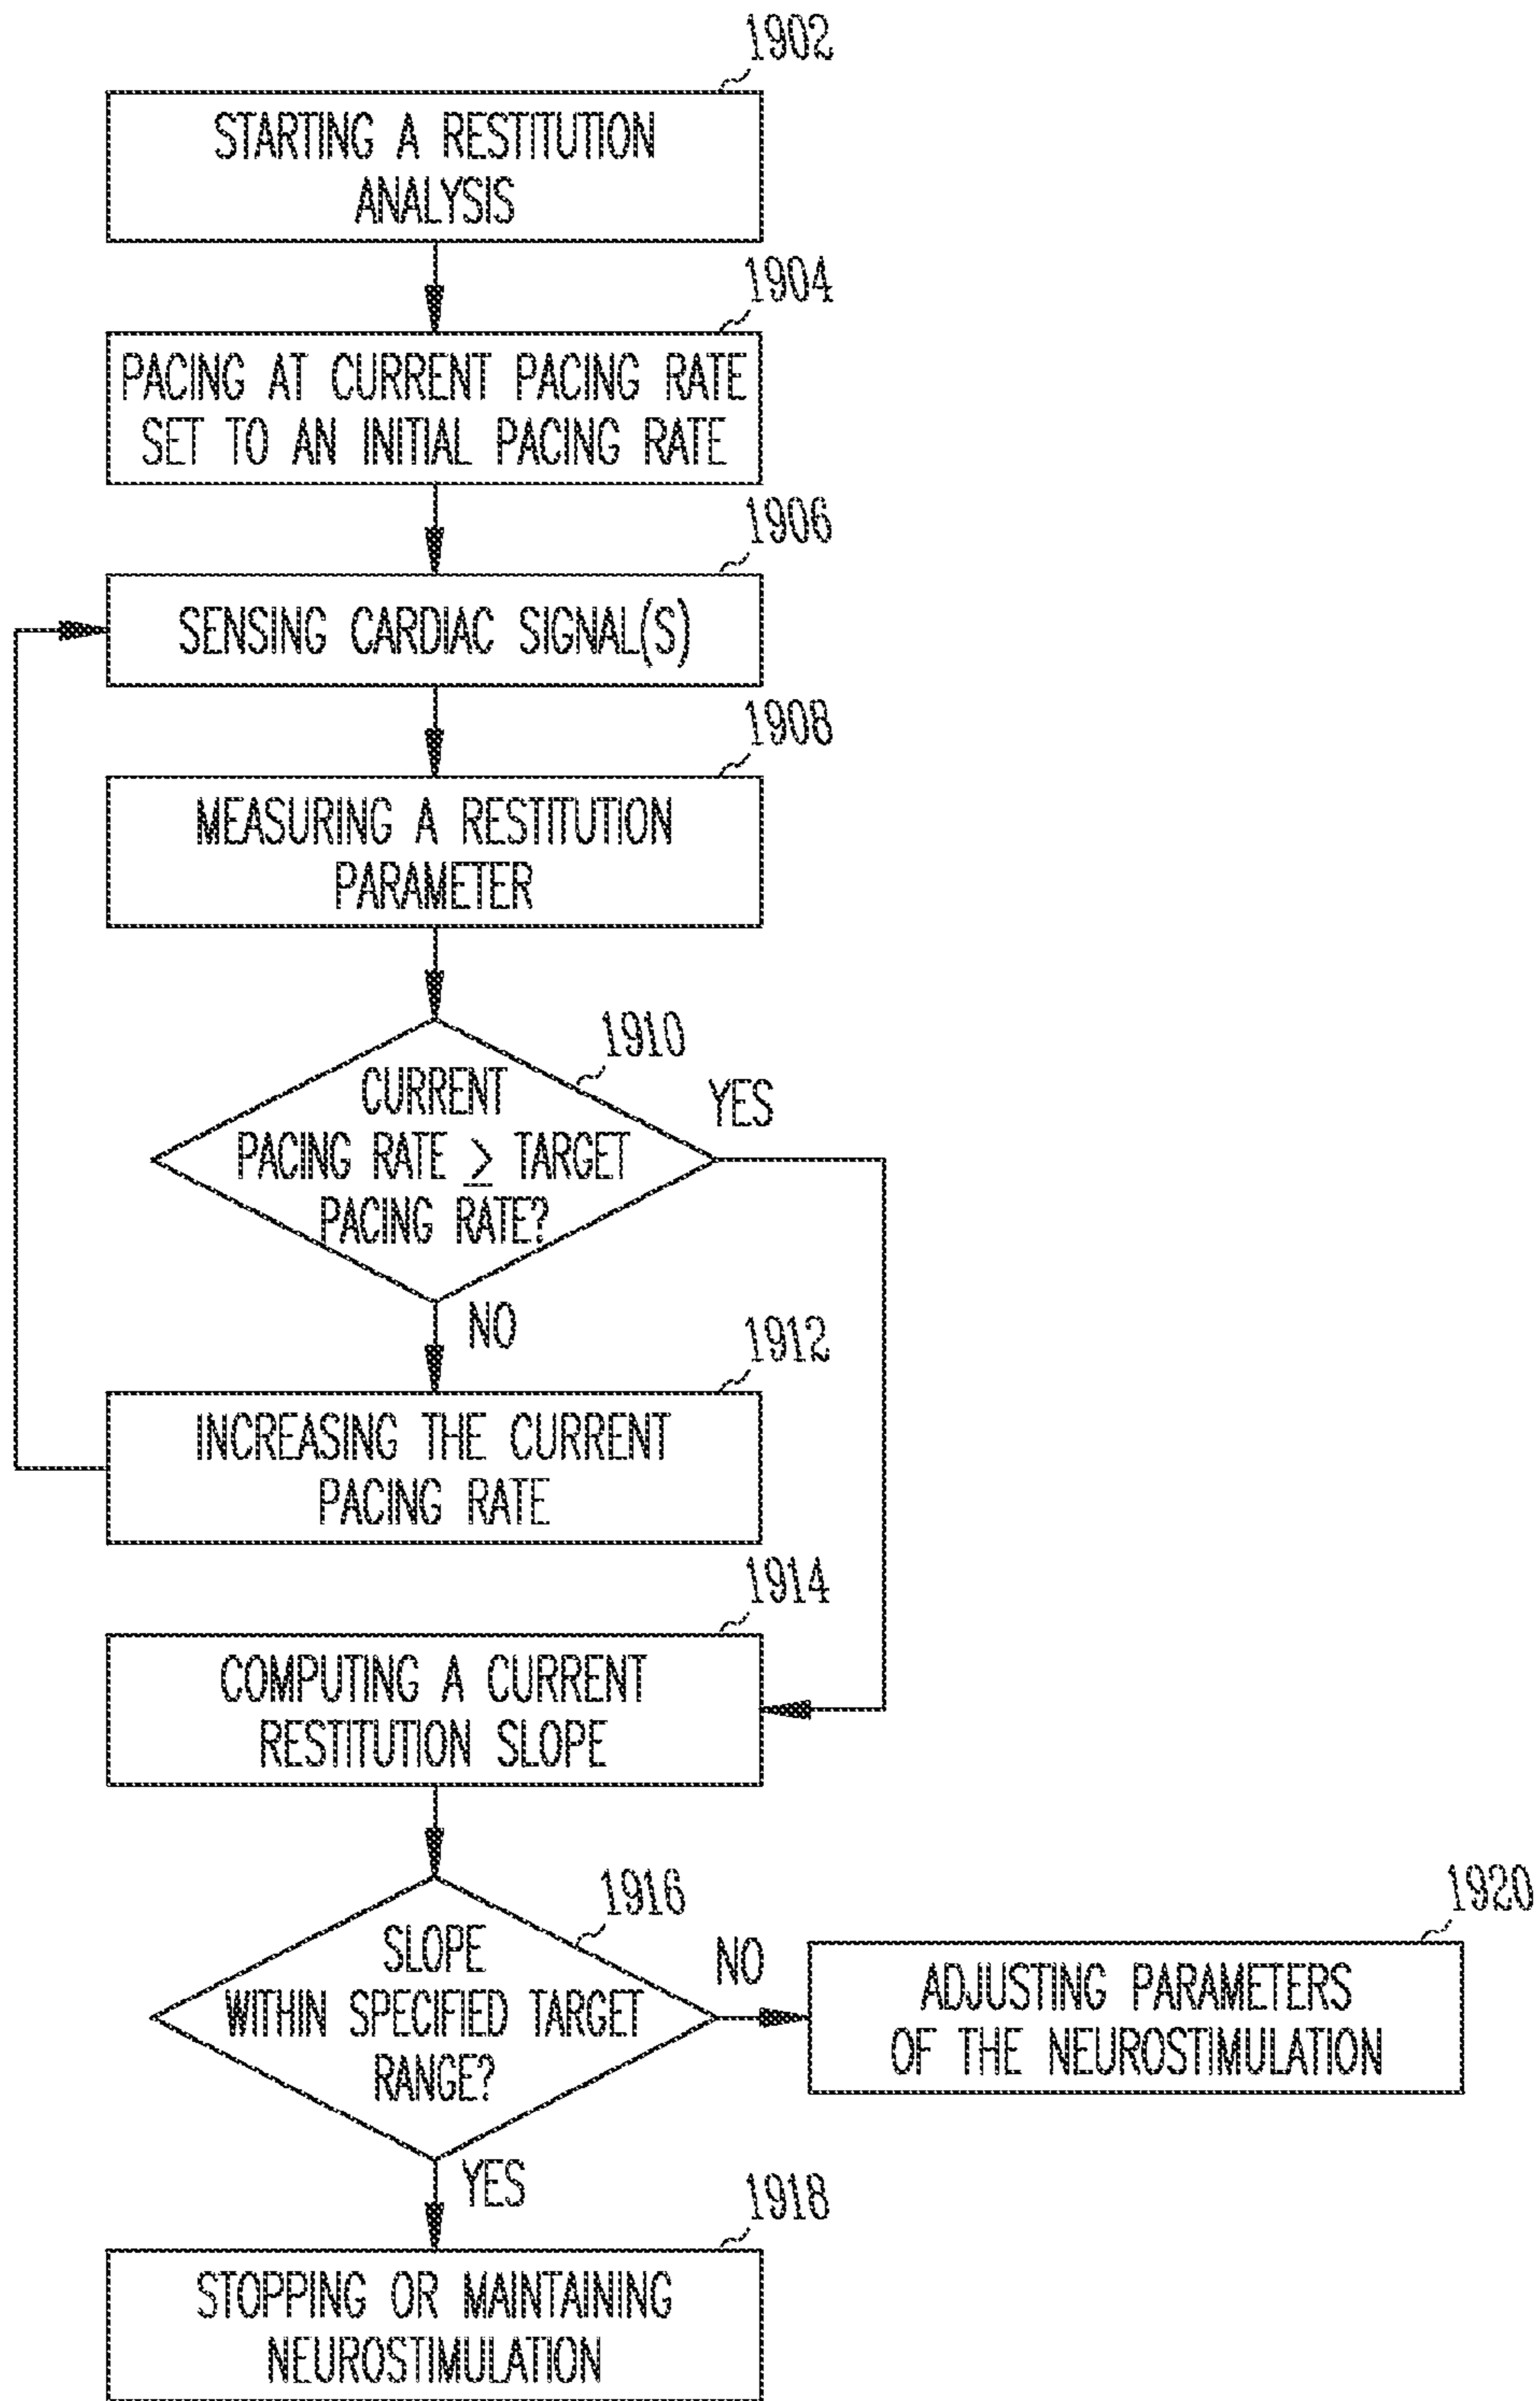 1902
STARTING A RESTITUTION
ANALYSIS
1904
PACING AT CURRENT PACING RATE
SET TO AN INITIAL PACING RATE
1906
SENSING CARDIAC SIGNAL(S)
1908
MEASURING A RESTITUTION
PARAMETER
1910
CURRENT
PACING RATE ≥ TARGET
PACING RATE?
YES
NO
1912
INCREASING THE CURRENT
PACING RATE
1914
COMPUTING A CURRENT
RESTITUTION SLOPE
1916
SLOPE
WITHIN SPECIFIED TARGET
RANGE?
NO
1920
ADJUSTING PARAMETERS
OF THE NEUROSTIMULATION
YES
1918
STOPPING OR MAINTAINING
NEUROSTIMULATION